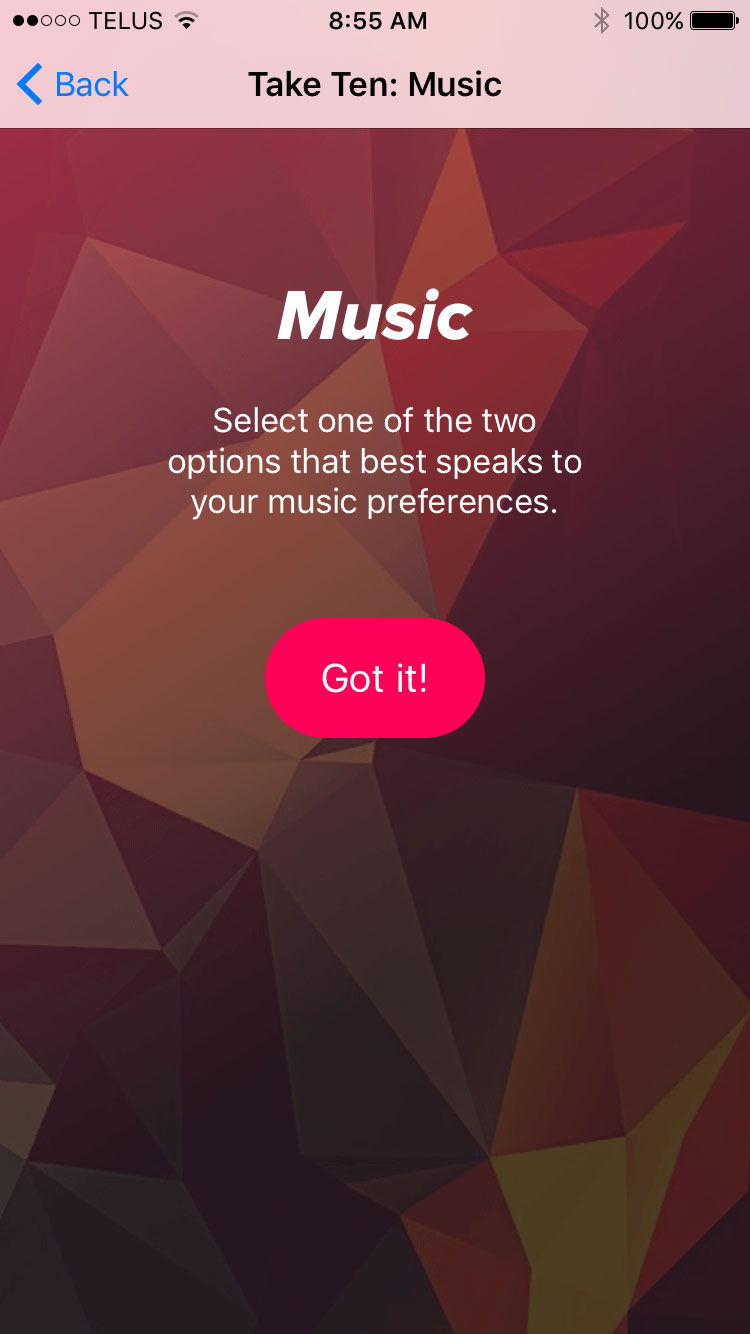 TELUS 8:55 AM 100%
Back Take Ten: Music
Music
Select one of the two
options that best speaks to
your music preferences.
Got it!